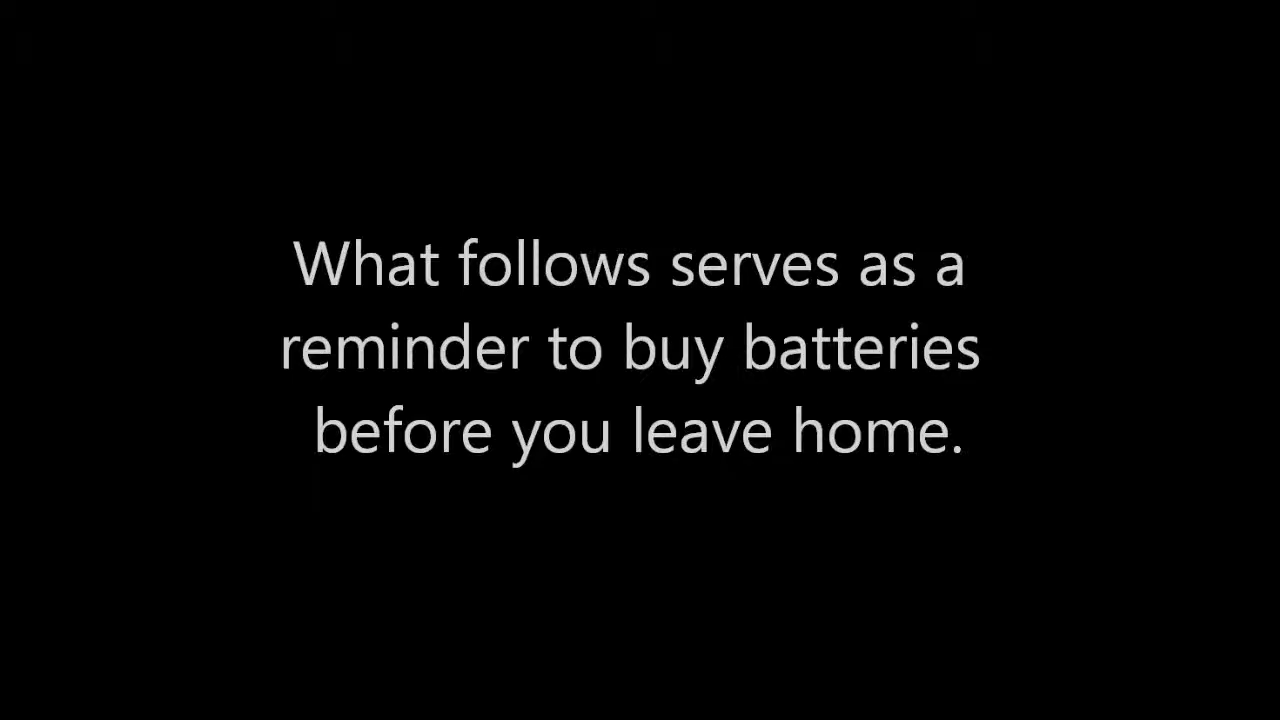 What follows serves as a
reminder to buy batteries
before you leave home.